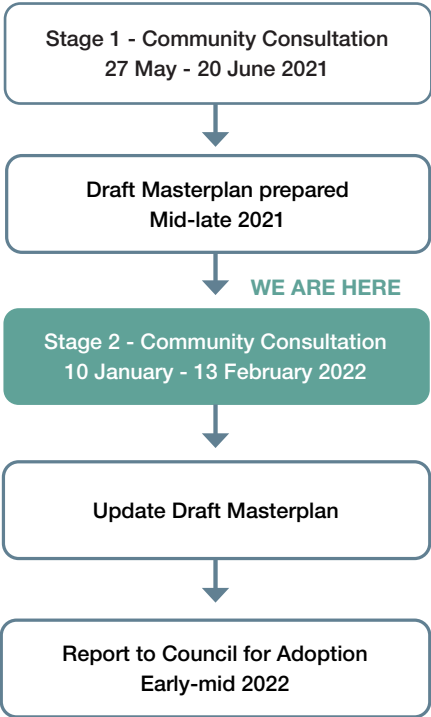 Stage 1 - Community Consultation
27 May - 20 June 2021
Draft Masterplan prepared
Mid-late 2021
WE ARE HERE
Stage 2 - Community Consultation
10 January - 13 February 2022
Update Draft Masterplan
Report to Council for Adoption
Early-mid 2022